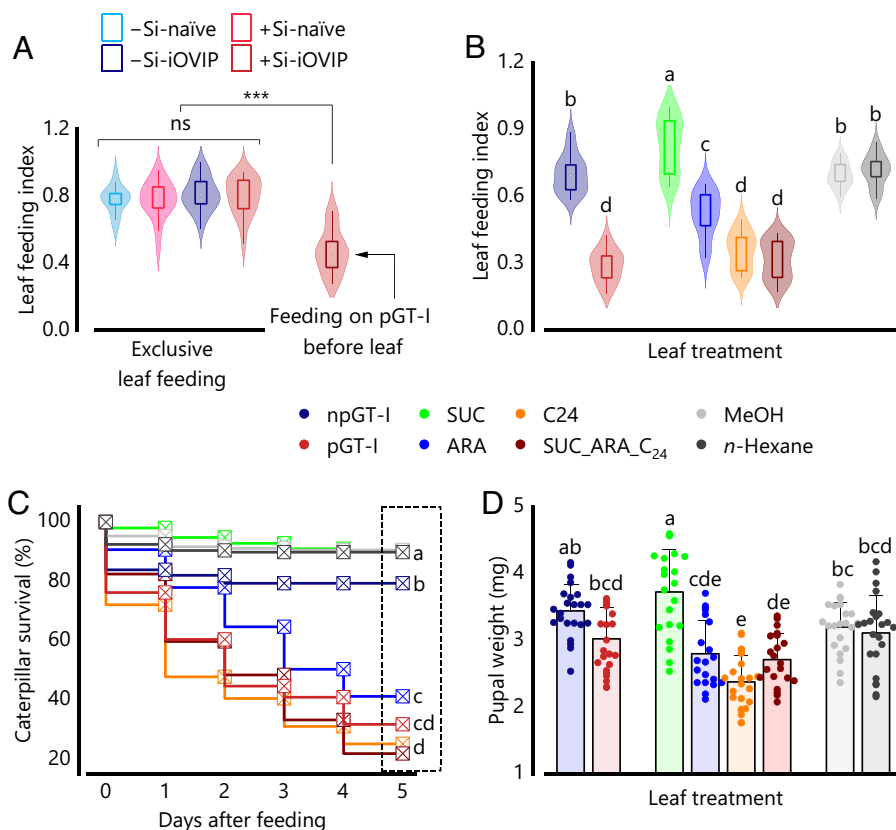 A
−Si-naïve
+Si-naïve
−Si-iOVIP
+Si-iOVIP
***
ns
Leaf feeding index
1.2
0.8
0.4
0.0
Exclusive
leaf feeding
Feeding on pGT-I
before leaf
B
Leaf feeding index
1.2
0.9
0.6
0.3
0.0
b
d
a
c
d
d
b
b
Leaf treatment
npGT-I
SUC
C24
MeOH
pGT-I
ARA
SUC_ARA_C24
n-Hexane
C
Caterpillar survival (%)
100
80
60
40
20
a
b
c
cd
d
0 1 2 3 4 5
Days after feeding
D
Pupal weight (mg)
5
4
3
2
1
ab
bcd
a
cde
e
de
bc
bcd
Leaf treatment